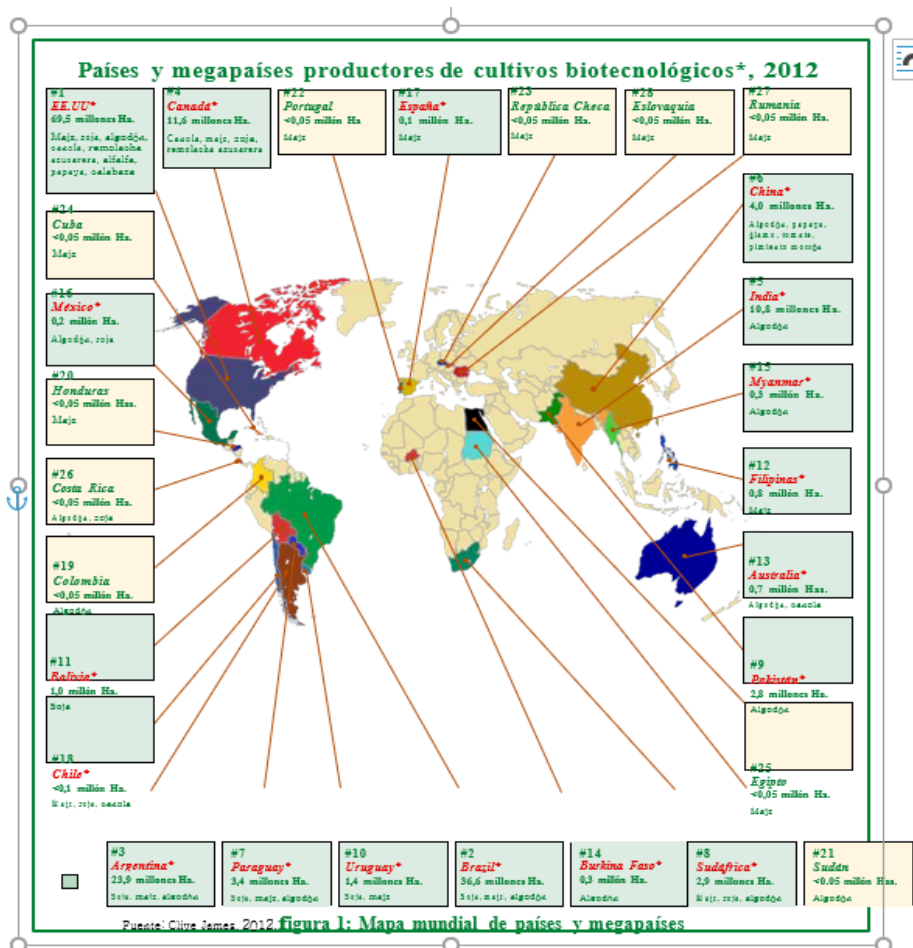 Países y megapaíses productores de cultivos biotecnológicos*, 2012
#1
EE.UU*
69,5 millones Ha.
Maíz, soja, algodón,
canola, remolacha
azucarera, alfalfa,
papaya, calabaza
#4
Canadá*
11,6 millones Ha.
Canola, maíz, soja,
remolacha azucarera
#22
Portugal
<0,05 millón Ha
Maíz
#17
España*
0,1 millón Ha.
Maíz
#23
República Checa
<0,05 millón Ha.
Maíz
#28
Eslovaquia
<0,05 millón Ha.
Maíz
#27
Rumania
<0,05 millón Ha.
Maíz
#24
Cuba
<0,05 millón Ha.
Maíz
#16
México*
0,2 millón Ha.
Algodón, soja
#20
Honduras
<0,05 millón Ha.
Maíz
#26
Costa Rica
<0,05 millón Ha.
Algodón, soja
#19
Colombia
<0,05 millón Ha.
Algodón
#11
Bolivia*
1,0 millón Ha.
Soja
#18
Chile*
<0,1 millón Ha.
Maíz, soja, canola
#6
China*
4,0 millones Ha.
Algodón, papaya,
álamo, tomate,
#5
India*
10,8 millones Ha.
Algodón
#15
Myanmar*
0,3 millón Ha.
Algodón
#12
Filipinas*
0,8 millón Ha.
Maíz
#13
Australia*
0,7 millón Ha.
Algodón, canola
#9
Pakistán*
2,8 millones Ha.
Algodón
#25
Egipto
<0,05 millón Ha.
Maíz
#3
Argentina*
23,9 millones Ha.
Soja, maíz, algodón
#7
Paraguay*
3,4 millones Ha.
Soja, maíz, algodón
#10
Uruguay*
1,4 millones Ha.
Soja, maíz
#2
Brazil*
36,6 millones Ha.
Soja, maíz, algodón
#14
Burkina Faso*
0,3 millón Ha.
Algodón
#8
Sudáfrica*
2,9 millones Ha.
Maíz, soja, algodón
#21
Sudán
<0.05 millón Ha.
Algodón
Fuente: Clive James, 2012.
figura 1: Mapa mundial de países y megapaíses